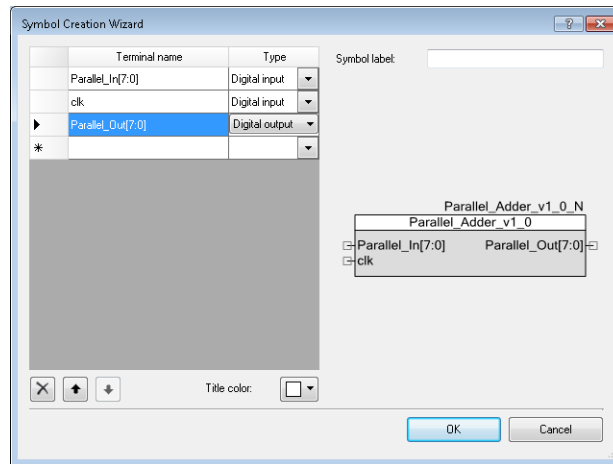 Symbol Creation Wizard
Terminal name Type
Parallel_In[7:0] Digital input
clk Digital input
Parallel_Out[7:0] Digital output
Symbol label:
Parallel_Adder_v1_0_N
Parallel_Adder_v1_0
Parallel_In[7:0] Parallel_Out[7:0]
clk
Title color:
OK Cancel